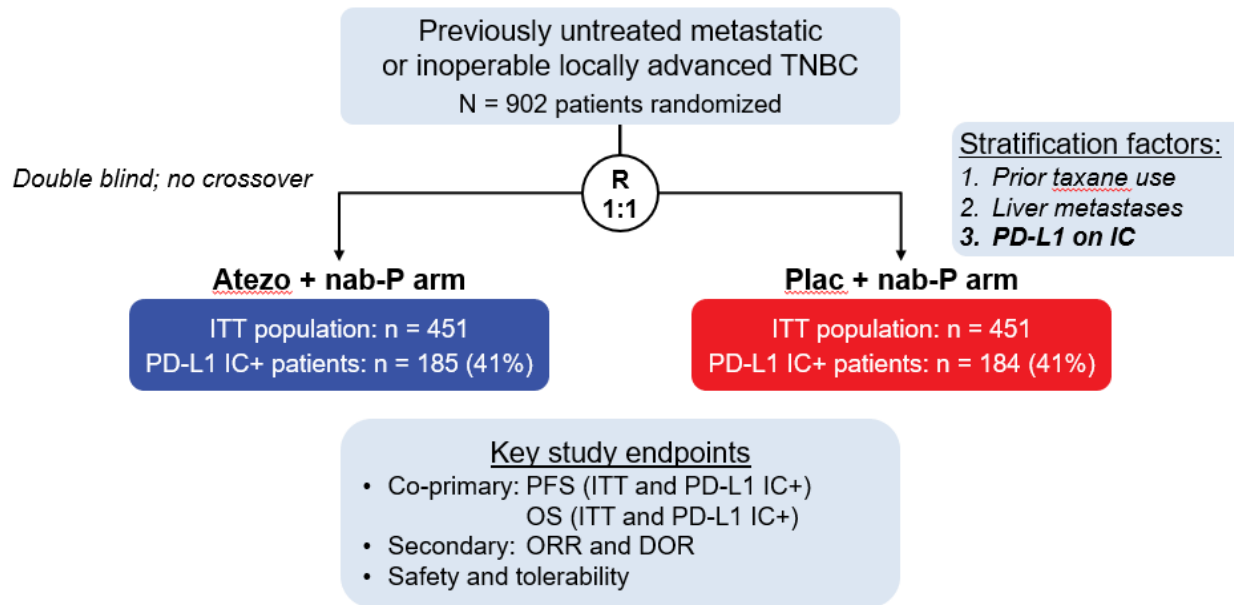 Previously untreated metastatic
or inoperable locally advanced TNBC
N = 902 patients randomized
Double blind; no crossover
R
1:1
Stratification factors:
1. Prior taxane use
2. Liver metastases
3. PD-L1 on IC
Atezo + nab-P arm
ITT population: n = 451
PD-L1 IC+ patients: n = 185 (41%)
Plac + nab-P arm
ITT population: n = 451
PD-L1 IC+ patients: n = 184 (41%)
Key study endpoints
• Co-primary: PFS (ITT and PD-L1 IC+)
OS (ITT and PD-L1 IC+)
• Secondary: ORR and DOR
• Safety and tolerability